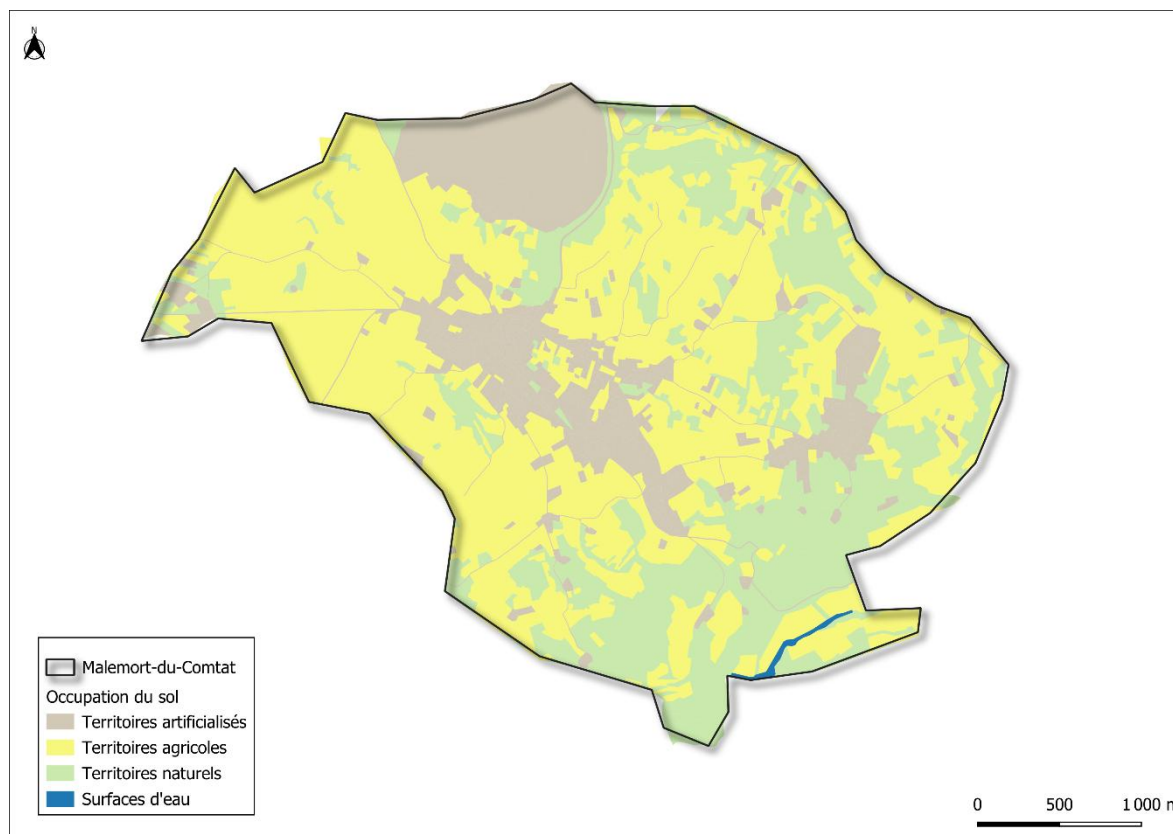 N
Malemort-du-Comtat
Occupation du sol
Territoires artificialisés
Territoires agricoles
Territoires naturels
Surfaces d'eau
0 500 1 000 m